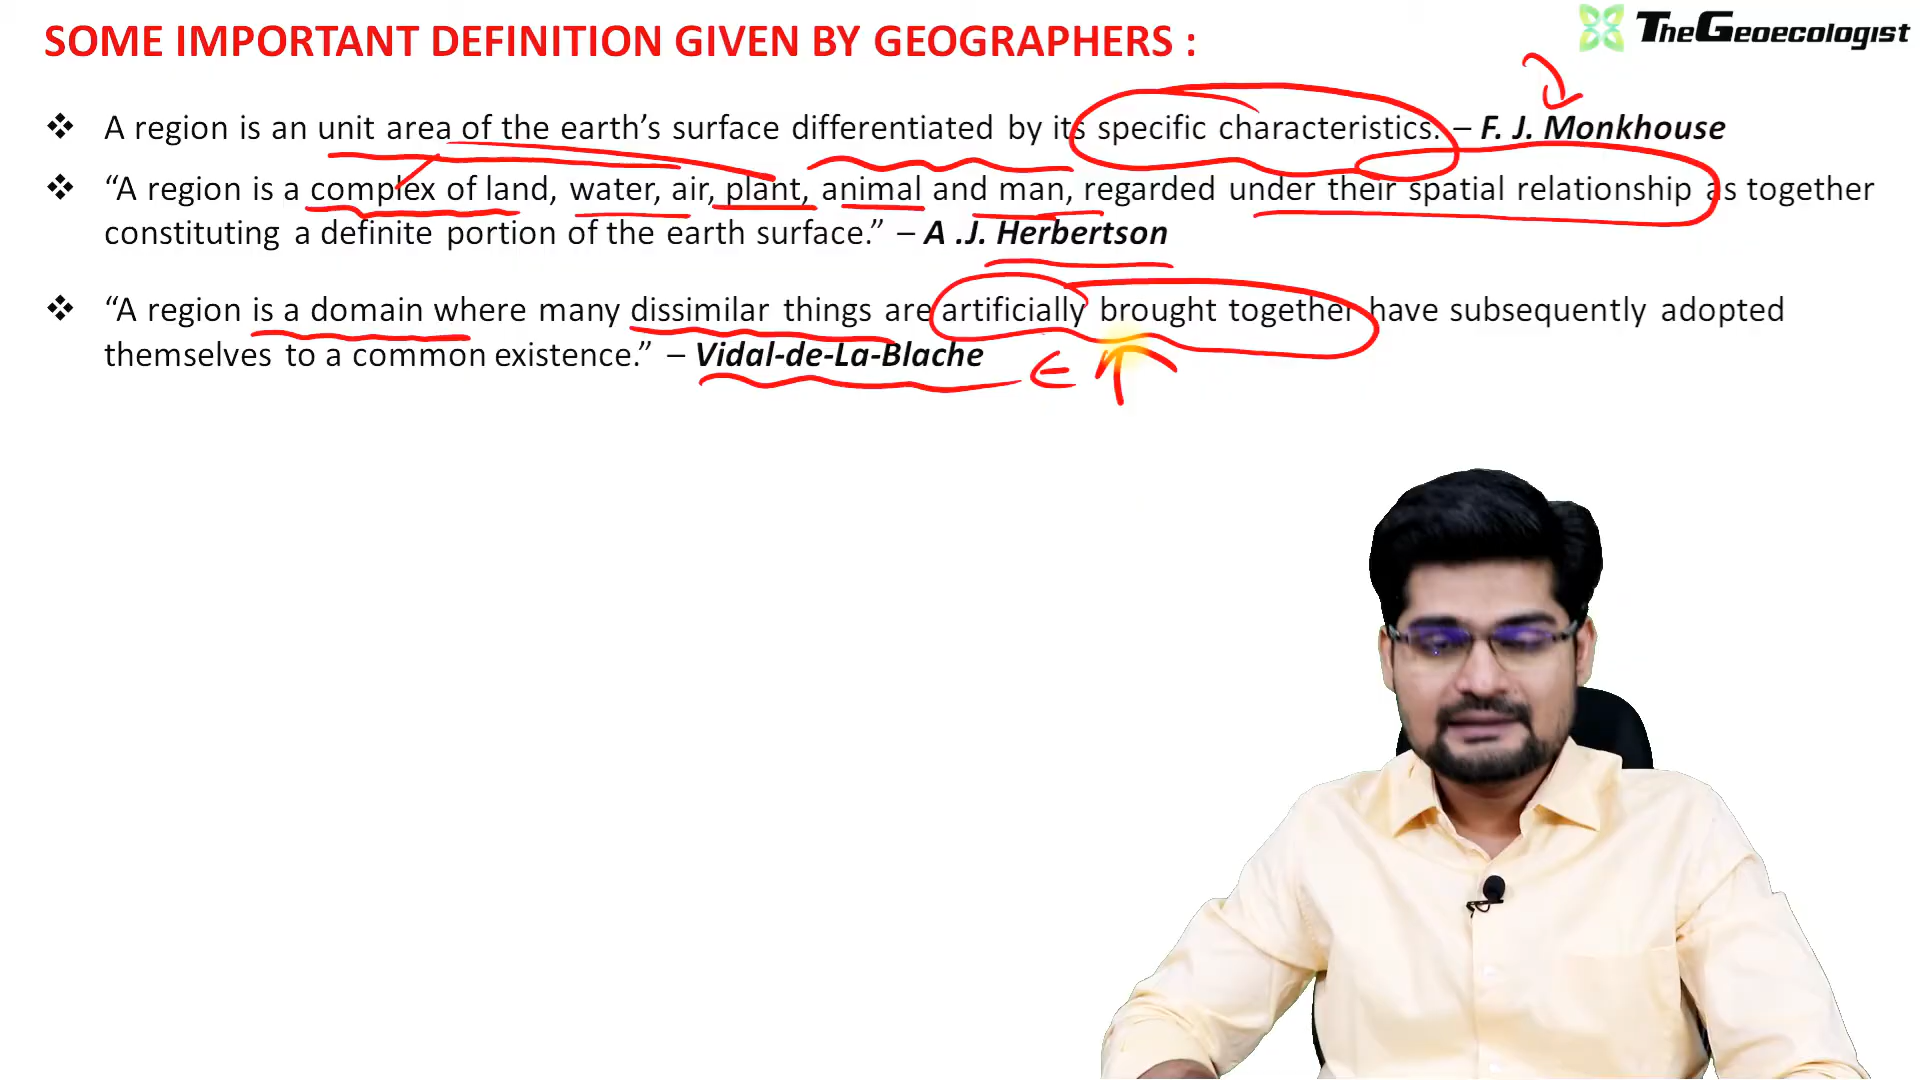 SOME IMPORTANT DEFINITION GIVEN BY GEOGRAPHERS :
TheGeoecologist
❖ A region is an unit area of the earth’s surface differentiated by its specific characteristics. – F. J. Monkhouse
❖ “A region is a complex of land, water, air, plant, animal and man, regarded under their spatial relationship as together
constituting a definite portion of the earth surface.” – A .J. Herbertson
❖ “A region is a domain where many dissimilar things are artificially brought together have subsequently adopted
themselves to a common existence.” – Vidal-de-La-Blache